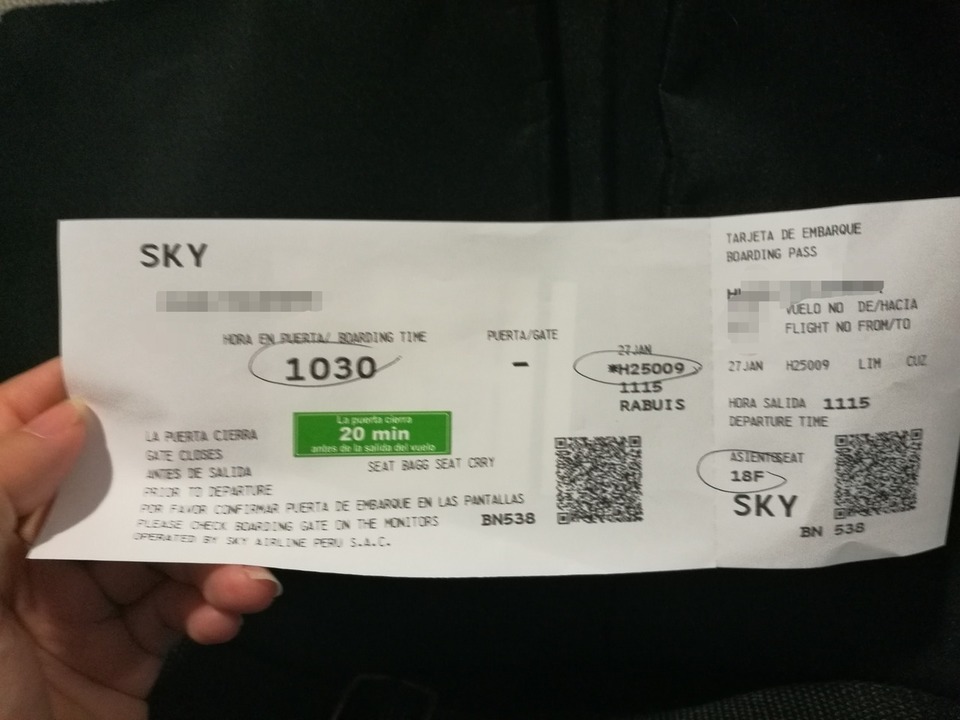 SKY
HORA EN PUERTA/ BOARDING TIME
1030
PUERTA/GATE
-
27JAN
*H25009
1115
RABUIS
LA PUERTA CIERRA
GATE CLOSES
ANTES DE SALIDA
PRIOR TO DEPARTURE
La puerta cierra
20 min
antes de la salida del vuelo
SEAT BAGG SEAT CRRY
POR FAVOR CONFIRMAR PUERTA DE EMBARQUE EN LAS PANTALLAS
PLEASE CHECK BOARDING GATE ON THE MONITORS
BN538
OPERATED BY SKY AIRLINE PERU S.A.C.
TARJETA DE EMBARQUE
BOARDING PASS
VUELO NO DE/HACIA
FLIGHT NO FROM/TO
27JAN H25009 LIM CUZ
HORA SALIDA 1115
DEPARTURE TIME
ASIENTSEAT
18F
SKY
BN 538